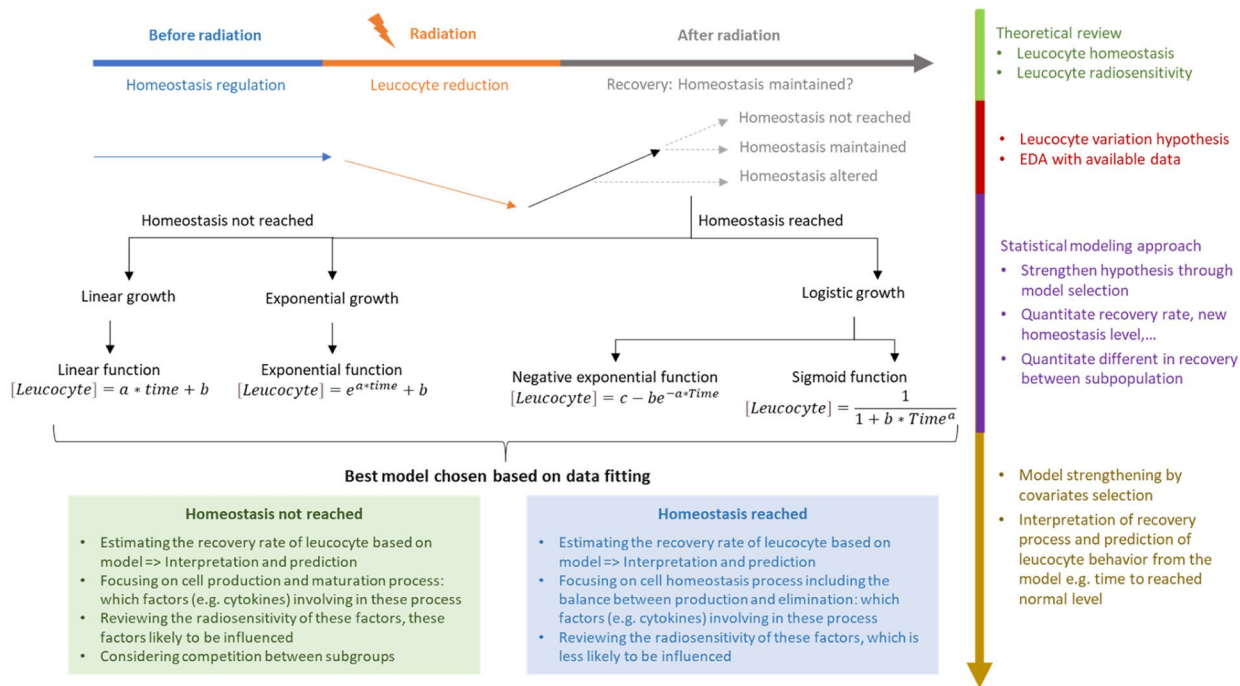 Before radiation
Radiation
After radiation
Homeostasis regulation
Leucocyte reduction
Recovery: Homeostasis maintained?
Homeostasis not reached
Homeostasis maintained
Homeostasis altered
Homeostasis not reached
Homeostasis reached
Linear growth
Exponential growth
Logistic growth
Linear function
[Leucocyte] = a * time + b
Exponential function
[Leucocyte] = e^{a*time} + b
Negative exponential function
[Leucocyte] = c − be^{−a*Time}
Sigmoid function
[Leucocyte] = \frac{1}{1 + b * Time^a}
Best model chosen based on data fitting
Homeostasis not reached
• Estimating the recovery rate of leucocyte based on
model => Interpretation and prediction
• Focusing on cell production and maturation process:
which factors (e.g. cytokines) involving in these process
• Reviewing the radiosensitivity of these factors, these
factors likely to be influenced
• Considering competition between subgroups
Homeostasis reached
• Estimating the recovery rate of leucocyte based on
model => Interpretation and prediction
• Focusing on cell homeostasis process including the
balance between production and elimination: which
factors (e.g. cytokines) involving in these process
• Reviewing the radiosensitivity of these factors, which is
less likely to be influenced
Theoretical review
• Leucocyte homeostasis
• Leucocyte radiosensitivity
• Leucocyte variation hypothesis
• EDA with available data
Statistical modeling approach
• Strengthen hypothesis through
model selection
• Quantitate recovery rate, new
homeostasis level,...
• Quantitate different in recovery
between subpopulation
• Model strengthening by
covariates selection
• Interpretation of recovery
process and prediction of
leucocyte behavior from the
model e.g. time to reached
normal level